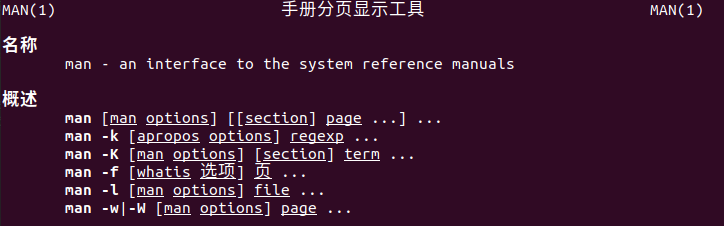 MAN(1) 手册分页显示工具 MAN(1)
名称
man - an interface to the system reference manuals
概述
man [man options] [[section] page ...] ...
man -k [apropos options] regexp ...
man -K [man options] [section] term ...
man -f [whatis 选项] 页 ...
man -l [man options] file ...
man -w|-W [man options] page ...